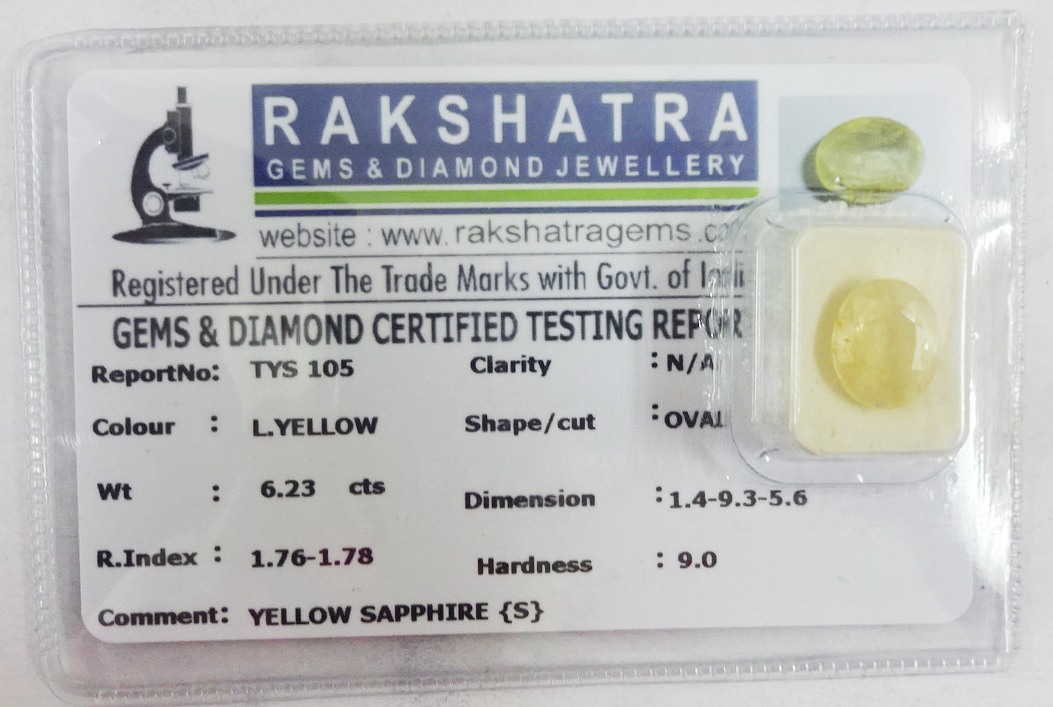 RAKSHATRA
GEMS & DIAMOND JEWELLERY
website : www.rakshatragems
Registered Under The Trade Marks with Govt. of
GEMS & DIAMOND CERTIFIED TESTING
ReportNo: TYS 105
Clarity : N/A
Colour : L.YELLOW
Shape/cut : OVAL
Wt : 6.23 cts
Dimension : 1.4-9.3-5.6
R.Index : 1.76-1.78
Hardness : 9.0
Comment: YELLOW SAPPHIRE {S}